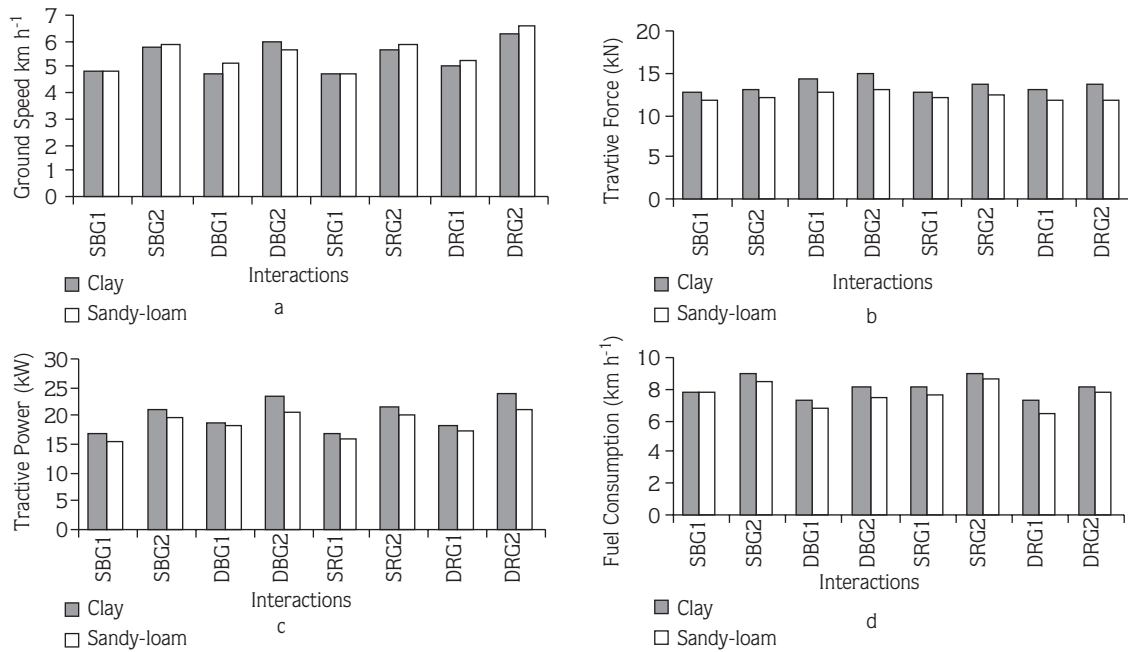 Ground Speed km h-1
7
6
5
4
3
2
1
0
SBG1
SBG2
DBG1
DBG2
SRG1
SRG2
DRG1
DRG2
Interactions
Clay
Sandy-loam
a
Travtive Force (kN)
20
15
10
5
0
SBG1
SBG2
DBG1
DBG2
SRG1
SRG2
DRG1
DRG2
Interactions
Clay
Sandy-loam
b
Tractive Power (kW)
30
25
20
15
10
5
0
SBG1
SBG2
DBG1
DBG2
SRG1
SRG2
DRG1
DRG2
Interactions
Clay
Sandy-loam
c
Fuel Consumption (km h-1)
10
8
6
4
2
0
SBG1
SBG2
DBG1
DBG2
SRG1
SRG2
DRG1
DRG2
Interactions
Clay
Sandy-loam
d